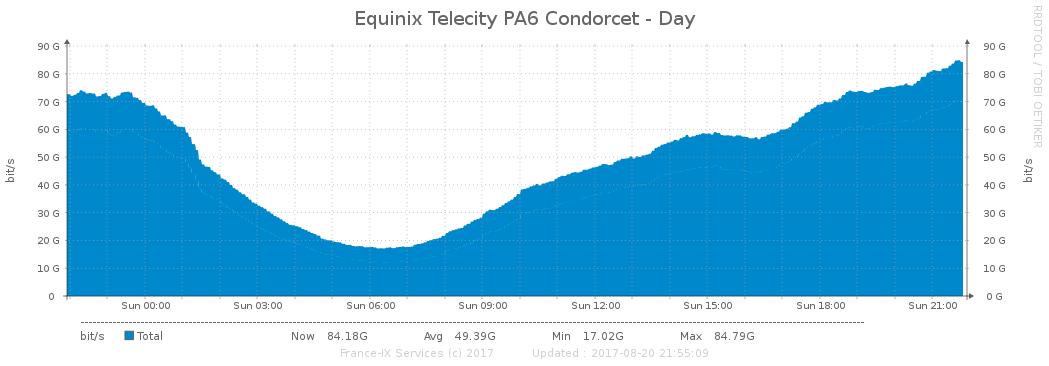 Equinix Telecity PA6 Condorcet - Day
RRDTOOL / TOBI OETIKER
90 G 90 G
80 G 80 G
70 G 70 G
60 G 60 G
50 G 50 G
40 G 40 G
30 G 30 G
20 G 20 G
10 G 10 G
0 0 G
bit/s bit/s
Sun 00:00 Sun 03:00 Sun 06:00 Sun 09:00 Sun 12:00 Sun 15:00 Sun 18:00 Sun 21:00
bit/s Total Now 84.18G Avg 49.39G Min 17.02G Max 84.79G
France-IX Services (c) 2017 Updated : 2017-08-20 21:55:09